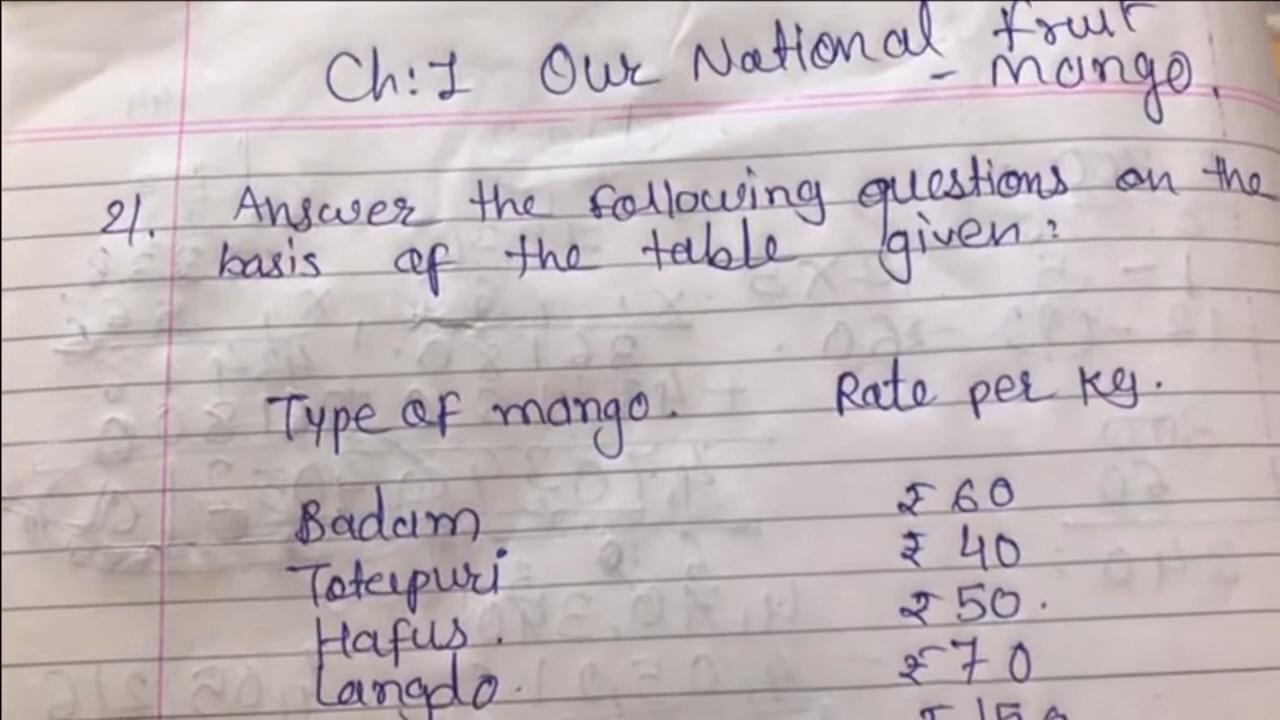 Ch:1 Our National fruit
- Mango.
21. Answer the following questions on the
basis of the table given:
Type of mango. Rate per kg.
Badam ₹ 60
Totapuri ₹ 40
Hafus. ₹ 50.
Langdo. ₹ 70